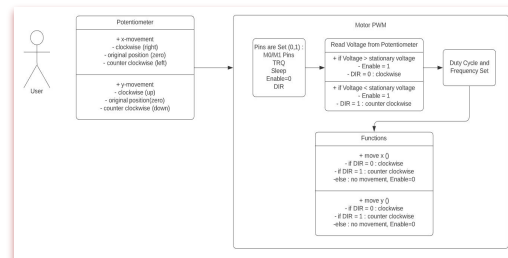 User
Potentiometer
+ x-movement
- clockwise (right)
- original position (zero)
- counter clockwise (left)
+ y-movement
- clockwise (up)
- original position(zero)
- counter clockwise (down)
Motor PWM
Pins are Set (0,1) :
M0/M1 Pins
TRQ
Sleep
Enable=0
DIR
Read Voltage from Potentiometer
+ if Voltage > stationary voltage
- Enable = 1
- DIR = 0 : clockwise
+ if Voltage < stationary voltage
- Enable = 1
- DIR = 1 : counter clockwise
Duty Cycle and
Frequency Set
Functions
+ move x ()
- if DIR = 0 : clockwise
- if DIR = 1 : counter clockwise
-else : no movement, Enable=0
+ move y ()
- if DIR = 0 : clockwise
- if DIR = 1 : counter clockwise
-else : no movement, Enable=0